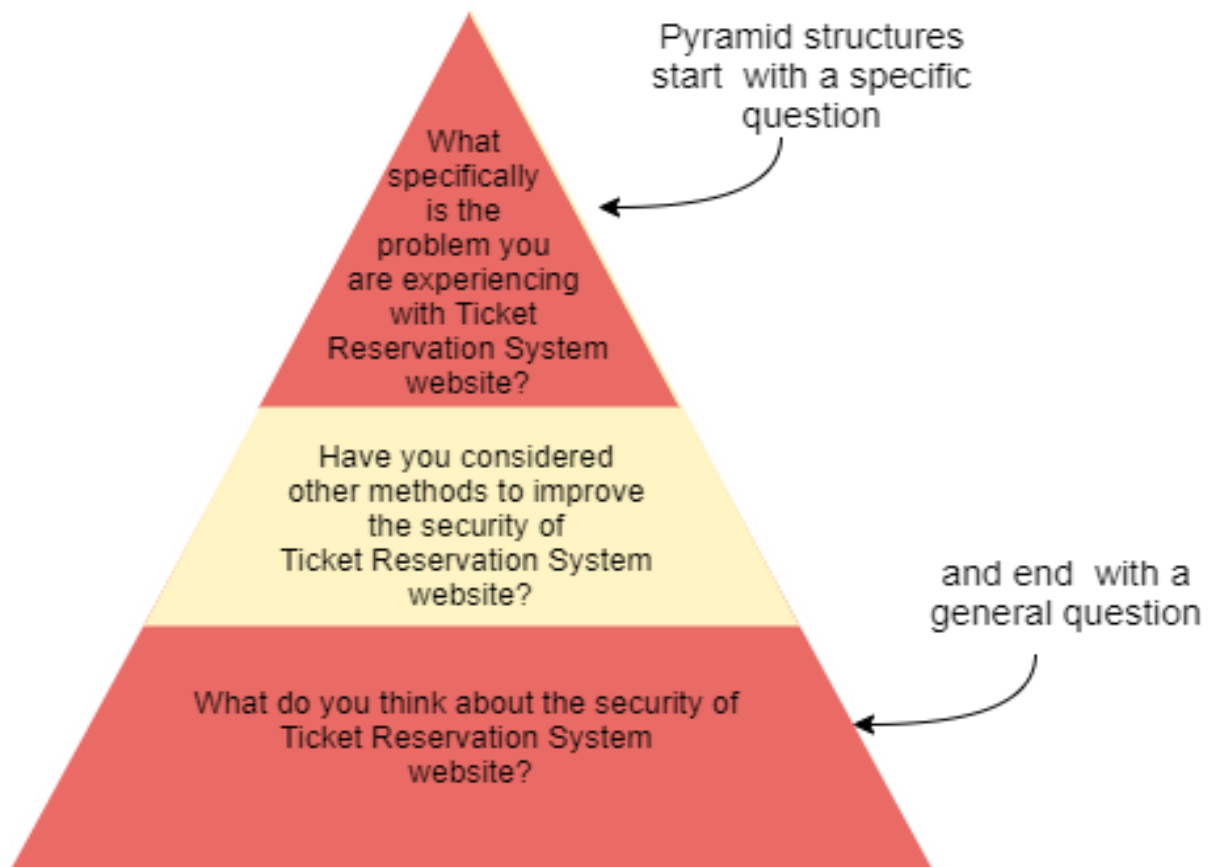 Pyramid structures
start with a specific
question
What
specifically
is the
problem you
are experiencing
with Ticket
Reservation System
website?
Have you considered
other methods to improve
the security of
Ticket Reservation System
website?
and end with a
general question
What do you think about the security of
Ticket Reservation System
website?